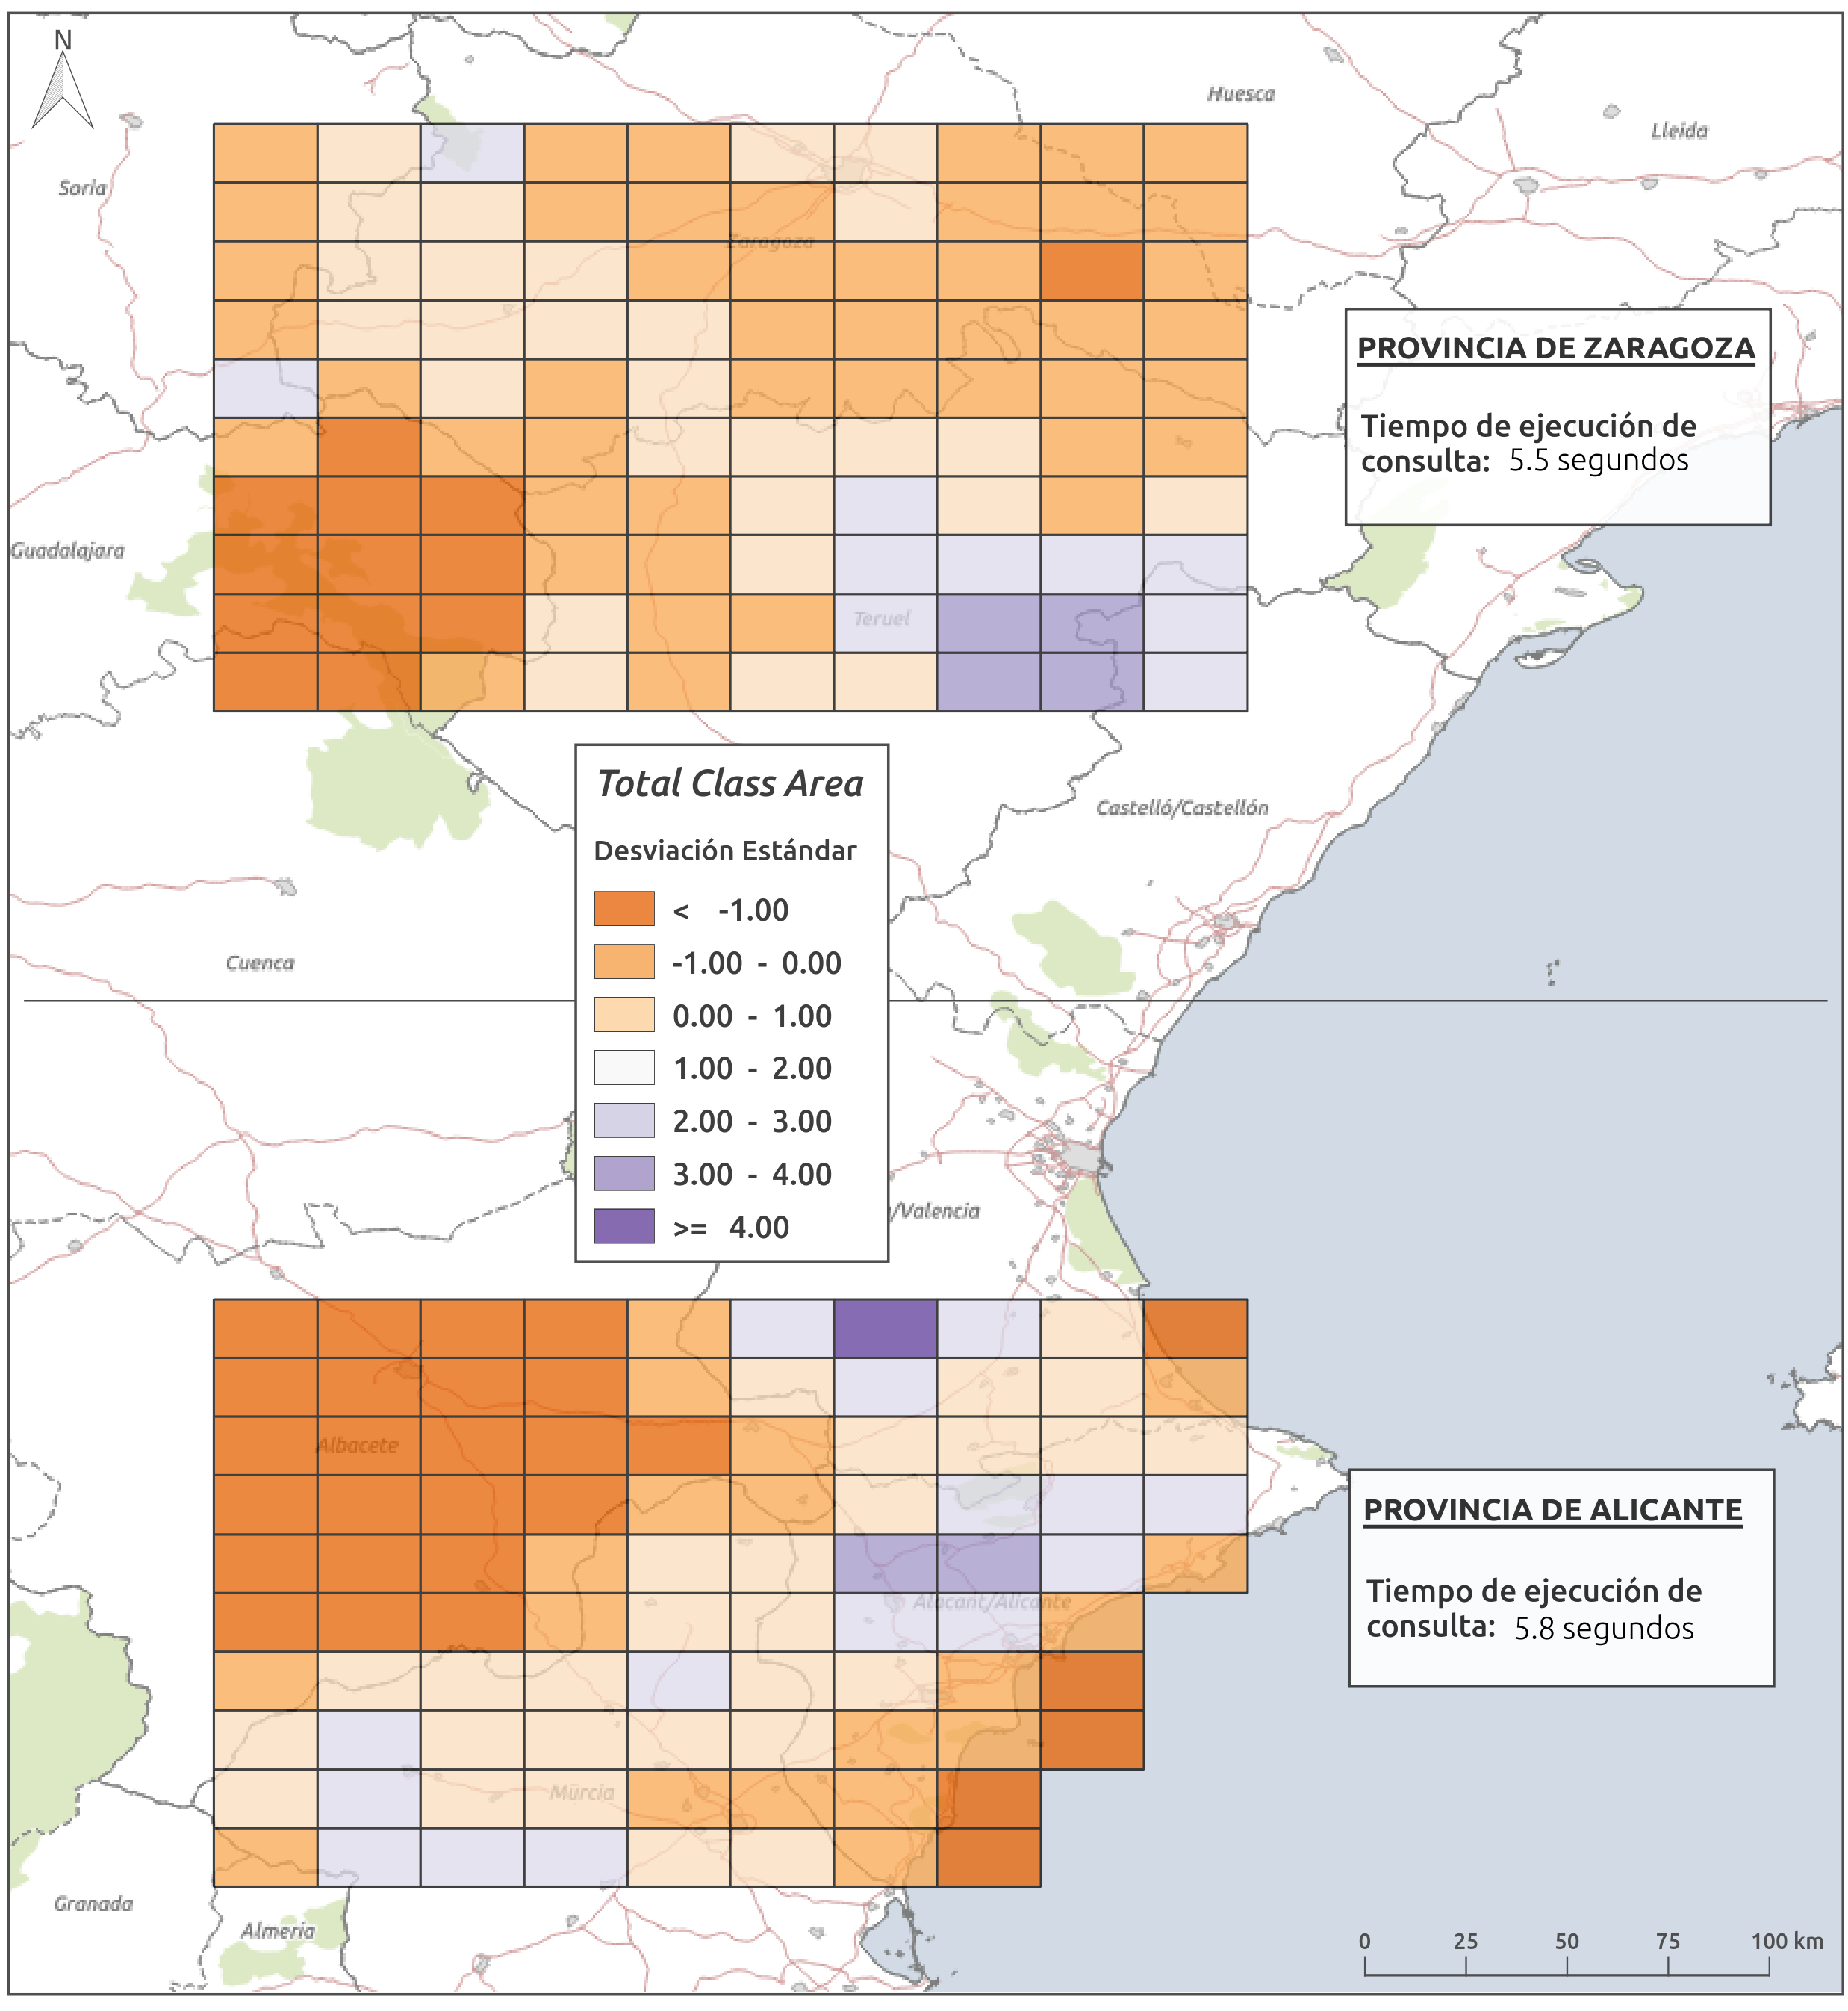 N
Huesca
Lleida
Soria
Zaragoza
PROVINCIA DE ZARAGOZA
Tiempo de ejecución de
consulta: 5.5 segundos
Guadalajara
Teruel
Total Class Area
Desviación Estándar
< -1.00
-1.00 - 0.00
0.00 - 1.00
1.00 - 2.00
2.00 - 3.00
3.00 - 4.00
>= 4.00
Castelló/Castellón
Cuenca
/Valencia
Albacete
PROVINCIA DE ALICANTE
Tiempo de ejecución de
consulta: 5.8 segundos
Alacant/Alicante
Murcia
Granada
Almería
0 25 50 75 100 km